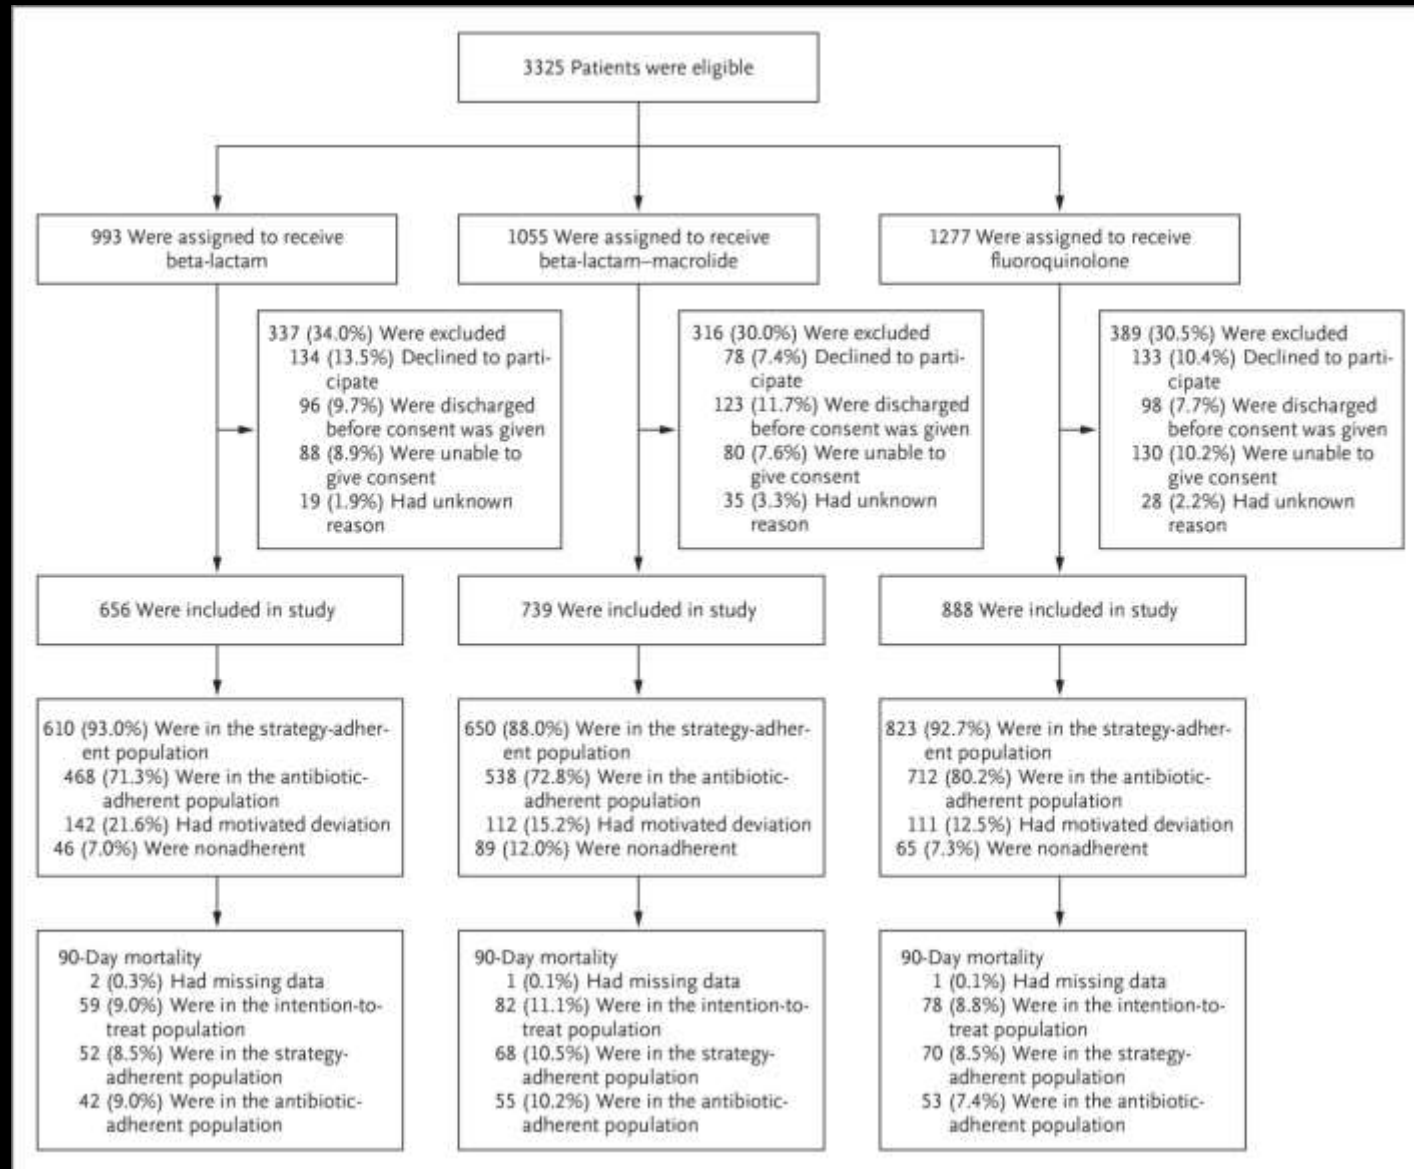 3325 Patients were eligible
993 Were assigned to receive
beta-lactam
1055 Were assigned to receive
beta-lactam–macrolide
1277 Were assigned to receive
fluoroquinolone
337 (34.0%) Were excluded
134 (13.5%) Declined to parti-
cipate
96 (9.7%) Were discharged
before consent was given
88 (8.9%) Were unable to
give consent
19 (1.9%) Had unknown
reason
316 (30.0%) Were excluded
78 (7.4%) Declined to parti-
cipate
123 (11.7%) Were discharged
before consent was given
80 (7.6%) Were unable to
give consent
35 (3.3%) Had unknown
reason
389 (30.5%) Were excluded
133 (10.4%) Declined to parti-
cipate
98 (7.7%) Were discharged
before consent was given
130 (10.2%) Were unable to
give consent
28 (2.2%) Had unknown
reason
656 Were included in study
739 Were included in study
888 Were included in study
610 (93.0%) Were in the strategy-adher-
ent population
468 (71.3%) Were in the antibiotic-
adherent population
142 (21.6%) Had motivated deviation
46 (7.0%) Were nonadherent
650 (88.0%) Were in the strategy-adher-
ent population
538 (72.8%) Were in the antibiotic-
adherent population
112 (15.2%) Had motivated deviation
89 (12.0%) Were nonadherent
823 (92.7%) Were in the strategy-adher-
ent population
712 (80.2%) Were in the antibiotic-
adherent population
111 (12.5%) Had motivated deviation
65 (7.3%) Were nonadherent
90-Day mortality
2 (0.3%) Had missing data
59 (9.0%) Were in the intention-to-
treat population
52 (8.5%) Were in the strategy-
adherent population
42 (9.0%) Were in the antibiotic-
adherent population
90-Day mortality
1 (0.1%) Had missing data
82 (11.1%) Were in the intention-to-
treat population
68 (10.5%) Were in the strategy-
adherent population
55 (10.2%) Were in the antibiotic-
adherent population
90-Day mortality
1 (0.1%) Had missing data
78 (8.8%) Were in the intention-to-
treat population
70 (8.5%) Were in the strategy-
adherent population
53 (7.4%) Were in the antibiotic-
adherent population